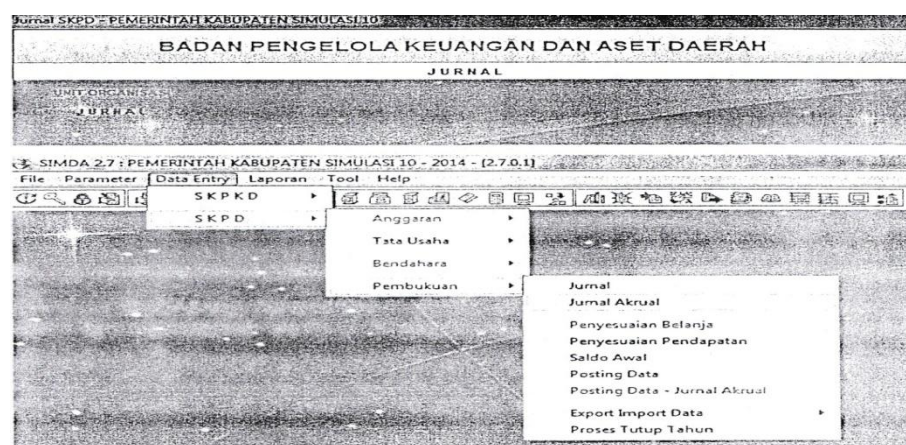 Jurnal SKPD - PEMERINTAH KABUPATEN SIMULASI 10
BADAN PENGELOLA KEUANGAN DAN ASET DAERAH
JURNAL
UNIT ORGANISASI
JURNAL
SIMDA 2.7 : PEMERINTAH KABUPATEN SIMULASI 10 - 2014 - [2.7.0.1]
File Parameter Data Entry Laporan Tool Help
SKPKD
SKPD
Anggaran
Tata Usaha
Bendahara
Pembukuan
Jurnal
Jurnal Akrual
Penyesuaian Belanja
Penyesuaian Pendapatan
Saldo Awal
Posting Data
Posting Data - Jurnal Akrual
Export Import Data
Proses Tutup Tahun